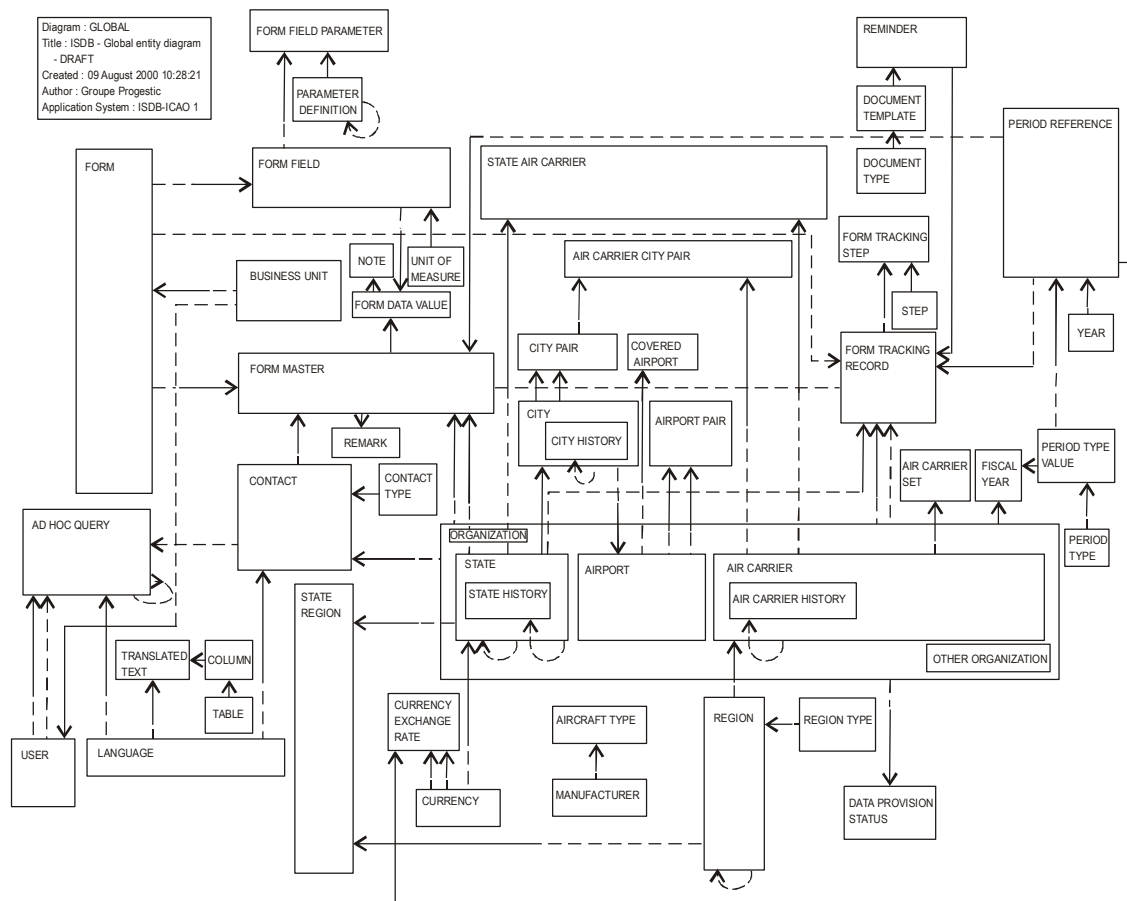 Diagram : GLOBAL
Title : ISDB - Global entity diagram
- DRAFT
Created : 09 August 2000 10:28:21
Author : Groupe Progestic
Application System : ISDB-ICAO 1
FORM FIELD PARAMETER
PARAMETER
DEFINITION
REMINDER
DOCUMENT
TEMPLATE
DOCUMENT
TYPE
PERIOD REFERENCE
FORM
FORM FIELD
STATE AIR CARRIER
FORM TRACKING
STEP
AIR CARRIER CITY PAIR
NOTE
UNIT OF
MEASURE
BUSINESS UNIT
FORM DATA VALUE
STEP
YEAR
CITY PAIR
COVERED
AIRPORT
FORM TRACKING
RECORD
FORM MASTER
CITY
CITY HISTORY
AIRPORT PAIR
REMARK
PERIOD TYPE
VALUE
AIR CARRIER
SET
FISCAL
YEAR
CONTACT
CONTACT
TYPE
AD HOC QUERY
ORGANIZATION
PERIOD
TYPE
STATE
STATE HISTORY
AIRPORT
AIR CARRIER
AIR CARRIER HISTORY
STATE
REGION
OTHER ORGANIZATION
TRANSLATED
TEXT
COLUMN
TABLE
CURRENCY
EXCHANGE
RATE
AIRCRAFT TYPE
REGION
REGION TYPE
USER
LANGUAGE
CURRENCY
MANUFACTURER
DATA PROVISION
STATUS